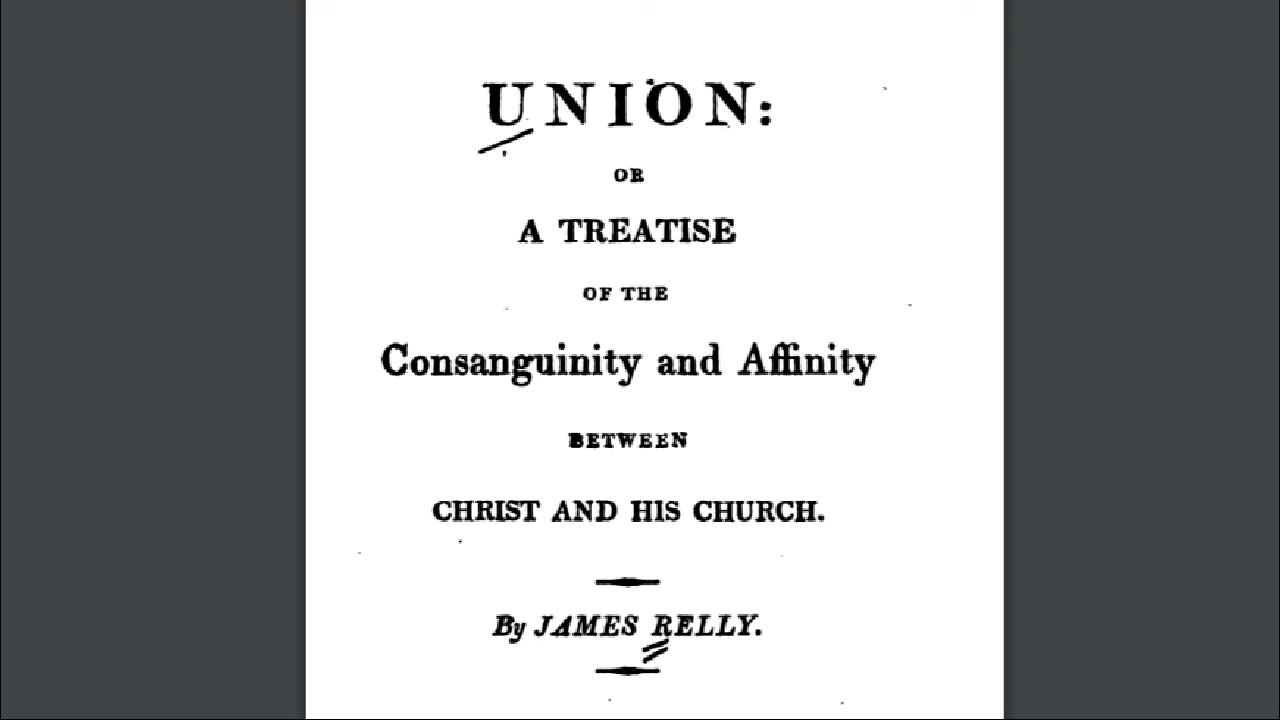 UNION:
OR
A TREATISE
OF THE
Consanguinity and Affinity
BETWEEN
CHRIST AND HIS CHURCH.
By JAMES RELLY.